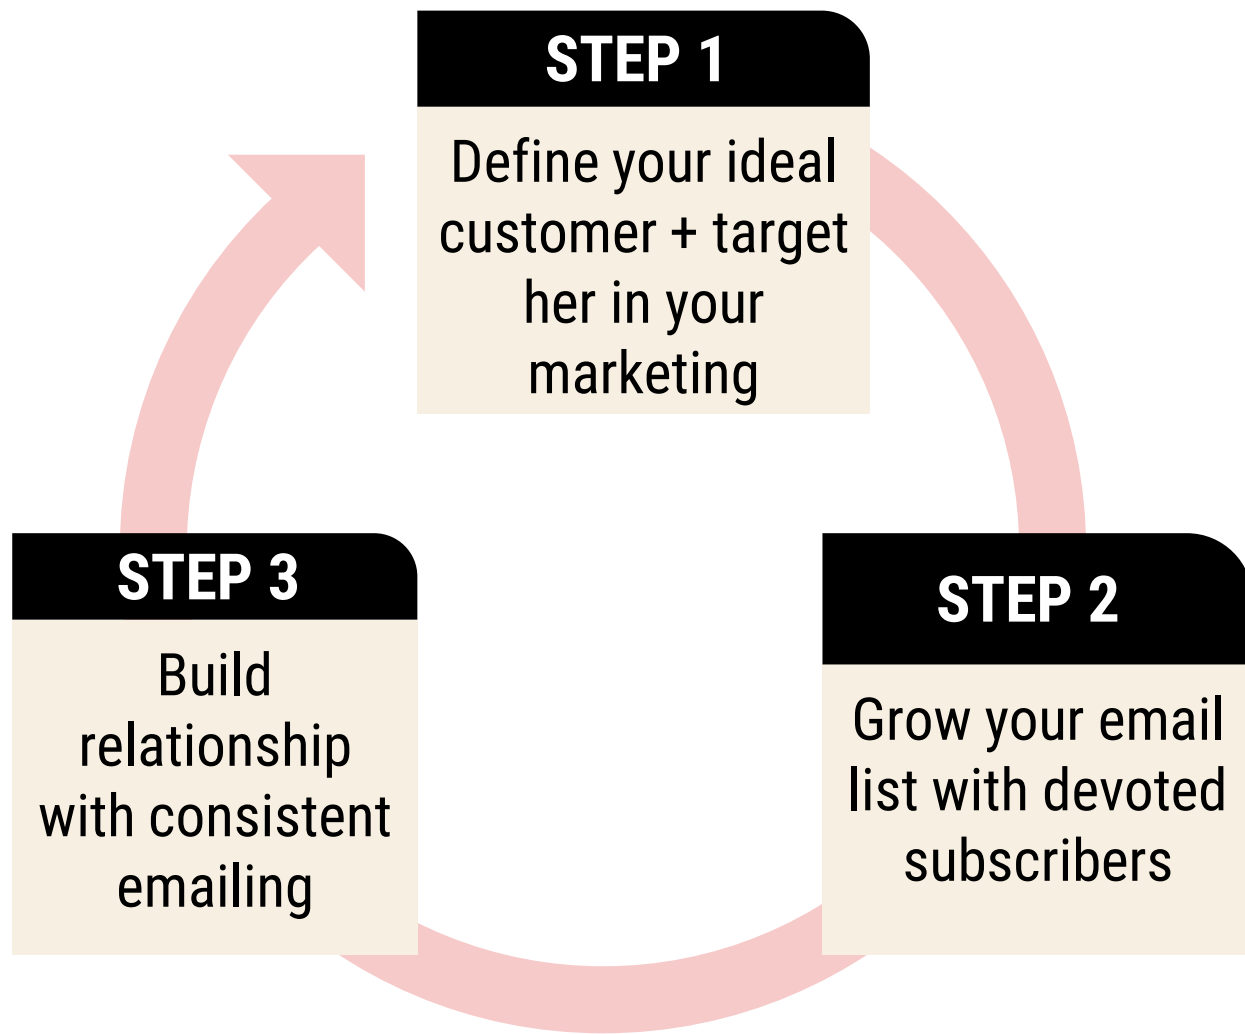 STEP 1
Define your ideal
customer + target
her in your
marketing
STEP 2
Grow your email
list with devoted
subscribers
STEP 3
Build
relationship
with consistent
emailing